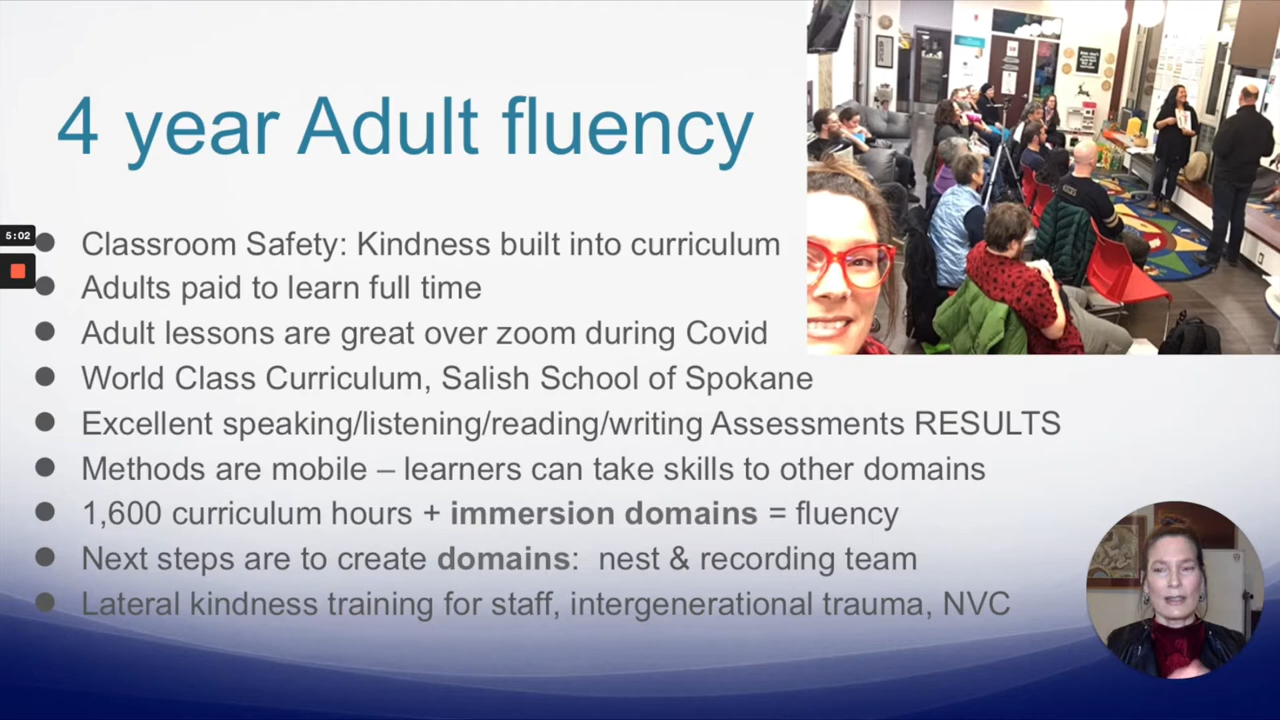 4 year Adult fluency
5:02
Classroom Safety: Kindness built into curriculum
Adults paid to learn full time
Adult lessons are great over zoom during Covid
World Class Curriculum, Salish School of Spokane
Excellent speaking/listening/reading/writing Assessments RESULTS
Methods are mobile – learners can take skills to other domains
1,600 curriculum hours + immersion domains = fluency
Next steps are to create domains:  nest & recording team
Lateral kindness training for staff, intergenerational trauma, NVC